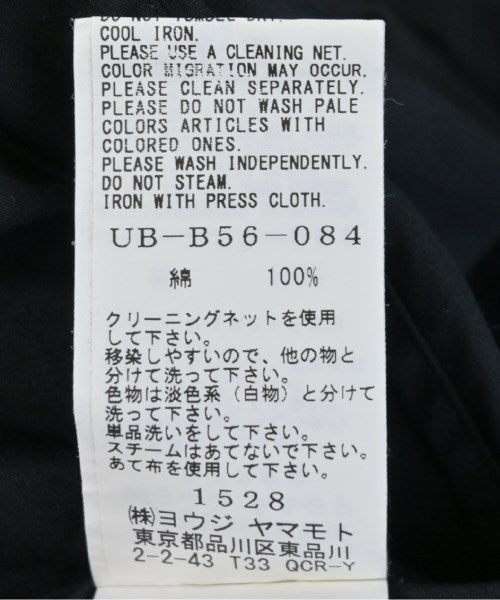 DO NOT TUMBLE DRY.
COOL IRON.
PLEASE USE A CLEANING NET.
COLOR MIGRATION MAY OCCUR.
PLEASE CLEAN SEPARATELY.
PLEASE DO NOT WASH PALE
COLORS ARTICLES WITH
COLORED ONES.
PLEASE WASH INDEPENDENTLY.
DO NOT STEAM.
IRON WITH PRESS CLOTH.
UB-B56-084
綿 100%
クリーニングネットを使用
して下さい。
移染しやすいので、他の物と
分けて洗って下さい。
色物は淡色系（白物）と分けて
洗って下さい。
単品洗いをして下さい。
スチームはあてないで下さい。
あて布を使用して下さい。
1528
㈱ヨウジ ヤマモト
東京都品川区東品川
2-2-43 T33 QCR-Y